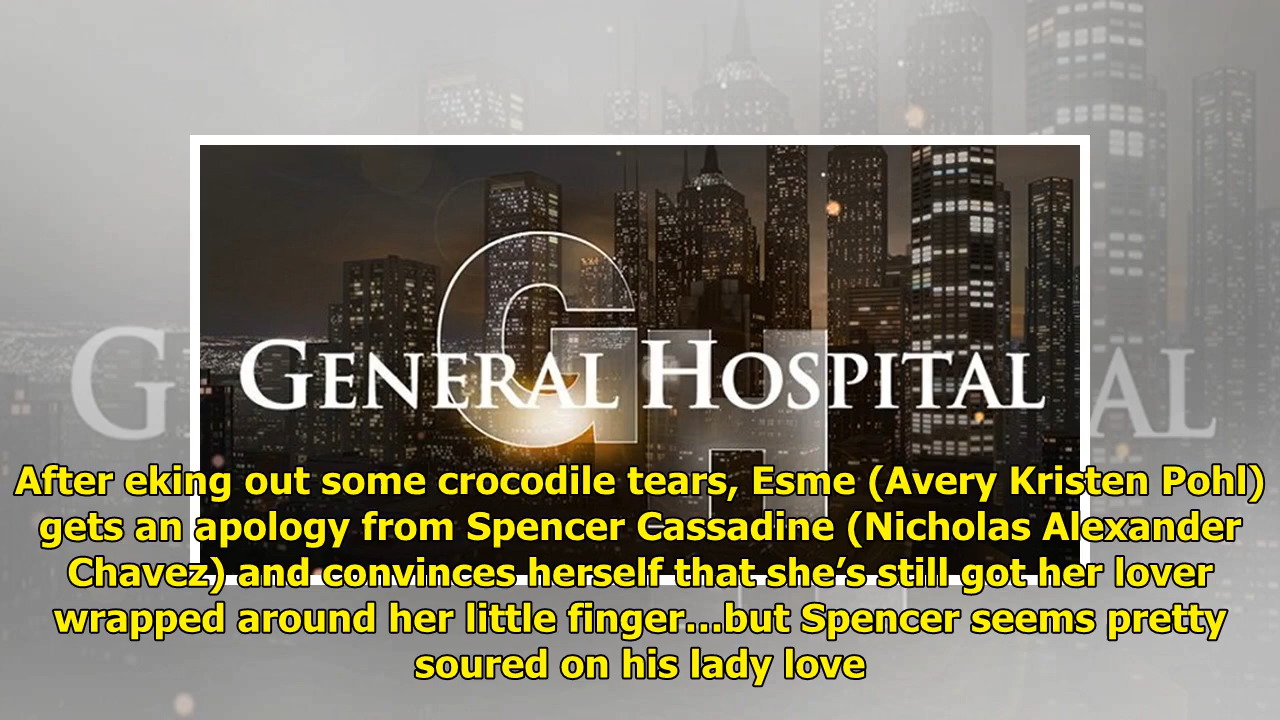 GENERAL HOSPITAL
GH
G AL
After eking out some crocodile tears, Esme (Avery Kristen Pohl)
gets an apology from Spencer Cassadine (Nicholas Alexander
Chavez) and convinces herself that she’s still got her lover
wrapped around her little finger...but Spencer seems pretty
soured on his lady love